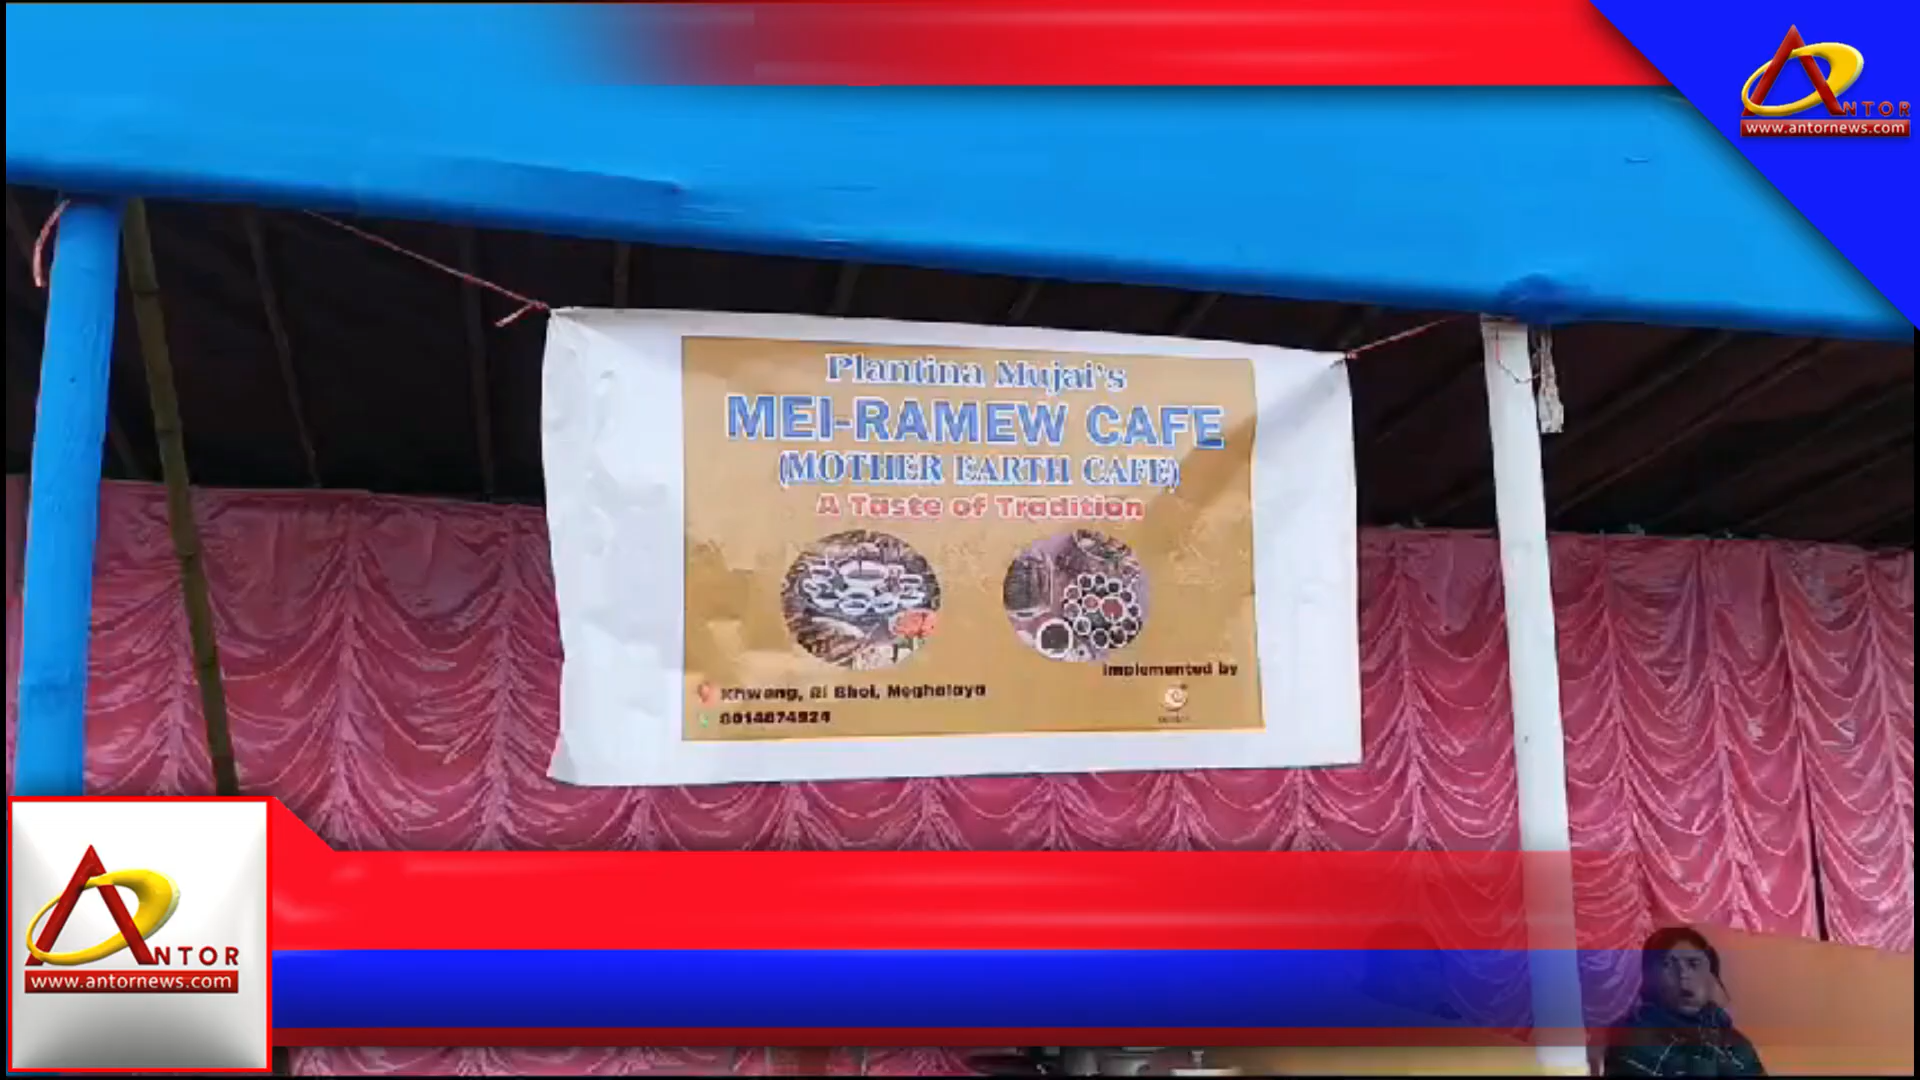 ANTOR
www.antornews.com
Plantina Mujai's
MEI-RAMEW CAFE
(MOTHER EARTH CAFE)
A Taste of Tradition
Implemented by
Khwang, Ri Bhoi, Meghalaya
ANTOR
www.antornews.com